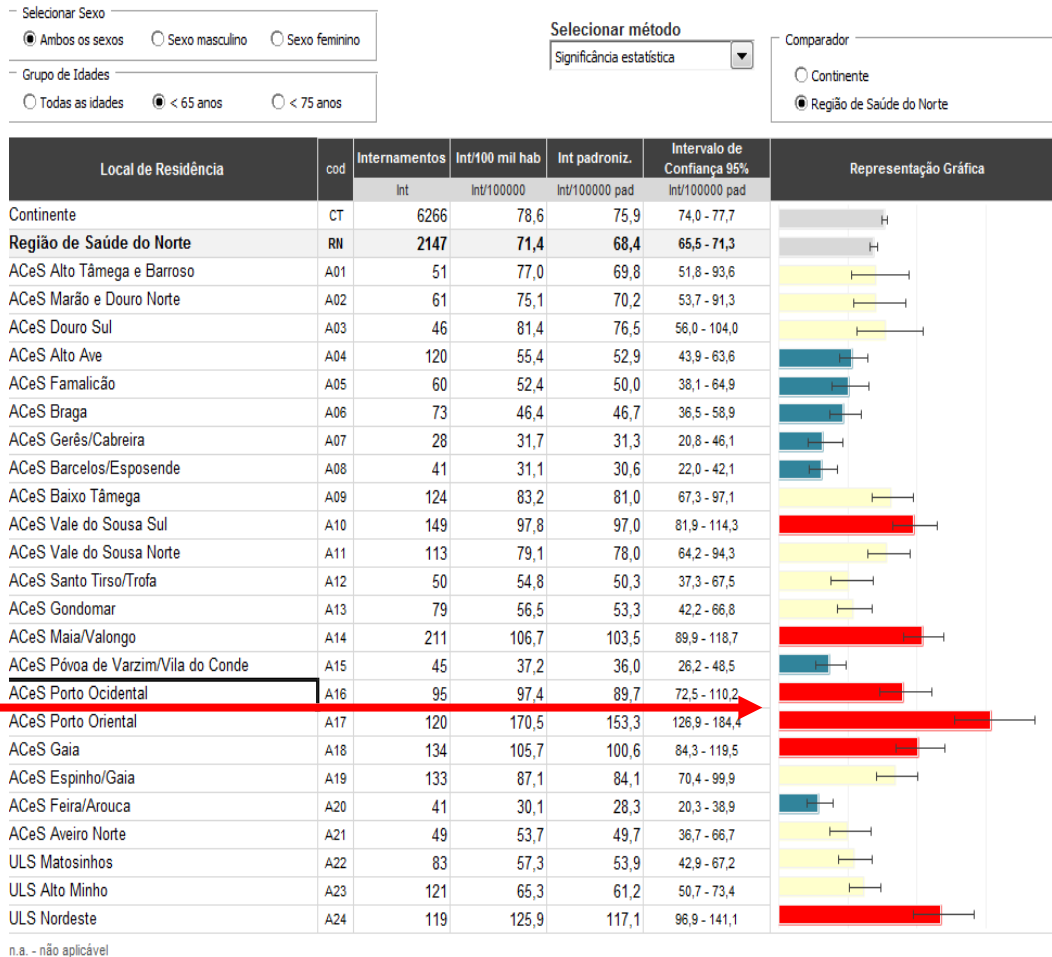 Selecionar Sexo
Ambos os sexos Sexo masculino Sexo feminino
Grupo de Idades
Todas as idades < 65 anos < 75 anos
Selecionar método
Significância estatística
Comparador
Continente
Região de Saúde do Norte
Local de Residência cod Internamentos Int/100 mil hab Int padroniz. Intervalo de Confiança 95% Representação Gráfica
Int Int/100000 Int/100000 pad Int/100000 pad
Continente CT 6266 78,6 75,9 74,0 - 77,7
Região de Saúde do Norte RN 2147 71,4 68,4 65,5 - 71,3
ACeS Alto Tâmega e Barroso A01 51 77,0 69,8 51,8 - 93,6
ACeS Marão e Douro Norte A02 61 75,1 70,2 53,7 - 91,3
ACeS Douro Sul A03 46 81,4 76,5 56,0 - 104,0
ACeS Alto Ave A04 120 55,4 52,9 43,9 - 63,6
ACeS Famalicão A05 60 52,4 50,0 38,1 - 64,9
ACeS Braga A06 73 46,4 46,7 36,5 - 58,9
ACeS Gerês/Cabreira A07 28 31,7 31,3 20,8 - 46,1
ACeS Barcelos/Esposende A08 41 31,1 30,6 22,0 - 42,1
ACeS Baixo Tâmega A09 124 83,2 81,0 67,3 - 97,1
ACeS Vale do Sousa Sul A10 149 97,8 97,0 81,9 - 114,3
ACeS Vale do Sousa Norte A11 113 79,1 78,0 64,2 - 94,3
ACeS Santo Tirso/Trofa A12 50 54,8 50,3 37,3 - 67,5
ACeS Gondomar A13 79 56,5 53,3 42,2 - 66,8
ACeS Maia/Valongo A14 211 106,7 103,5 89,9 - 118,7
ACeS Póvoa de Varzim/Vila do Conde A15 45 37,2 36,0 26,2 - 48,5
ACeS Porto Ocidental A16 95 97,4 89,7 72,5 - 110,2
ACeS Porto Oriental A17 120 170,5 153,3 126,9 - 184,4
ACeS Gaia A18 134 105,7 100,6 84,3 - 119,5
ACeS Espinho/Gaia A19 133 87,1 84,1 70,4 - 99,9
ACeS Feira/Arouca A20 41 30,1 28,3 20,3 - 38,9
ACeS Aveiro Norte A21 49 53,7 49,7 36,7 - 66,7
ULS Matosinhos A22 83 57,3 53,9 42,9 - 67,2
ULS Alto Minho A23 121 65,3 61,2 50,7 - 73,4
ULS Nordeste A24 119 125,9 117,1 96,9 - 141,1
n.a. - não aplicável